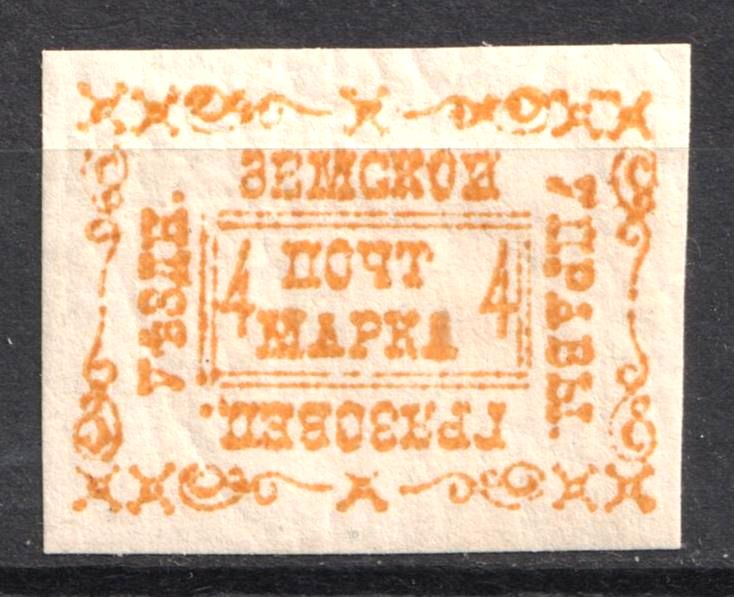 ГРЯЗОВЕЦ.
УѢЗДН.
ЗЕМСКОЙ
УПРАВЫ.
4 ПОЧТ 4
МАРКА